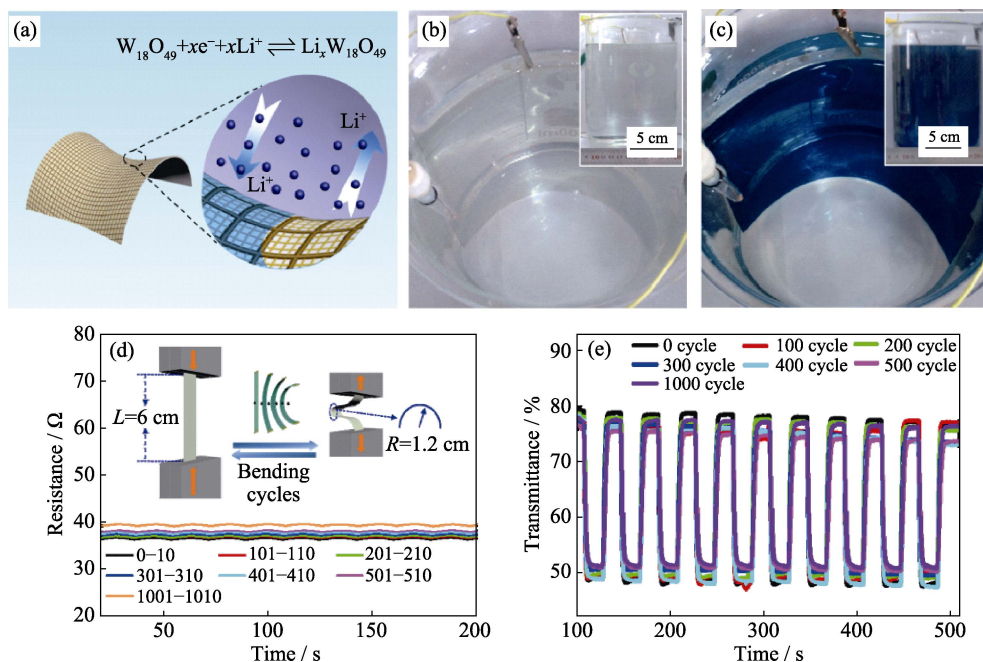 (a)
W₁₈O₄₉+xe⁻+xLi⁺ ⇌ LiₓW₁₈O₄₉
Li⁺
Li⁺
(b)
5 cm
(c)
5 cm
(d)
Resistance / Ω
80
70
60
50
40
30
20
L=6 cm
Bending
cycles
R=1.2 cm
0−10 101−110 201−210
301−310 401−410 501−510
1001−1010
50 100 150 200
Time / s
(e)
Transmittance / %
90
80
70
60
50
0 cycle 100 cycle 200 cycle
300 cycle 400 cycle 500 cycle
1000 cycle
100 200 300 400 500
Time / s